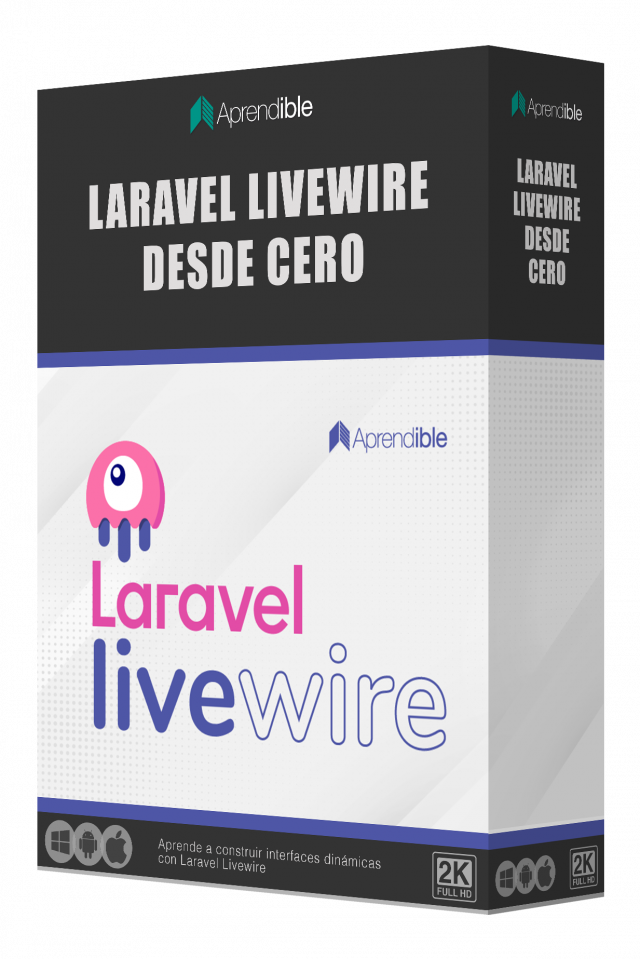 Aprendible
LARAVEL LIVEWIRE
DESDE CERO
Aprendible
Laravel
livewire
Aprende a construir interfaces dinámicas
con Laravel Livewire
2K
FULL HD
Aprendible
LARAVEL
LIVEWIRE
DESDE
CERO
2K
FULL HD